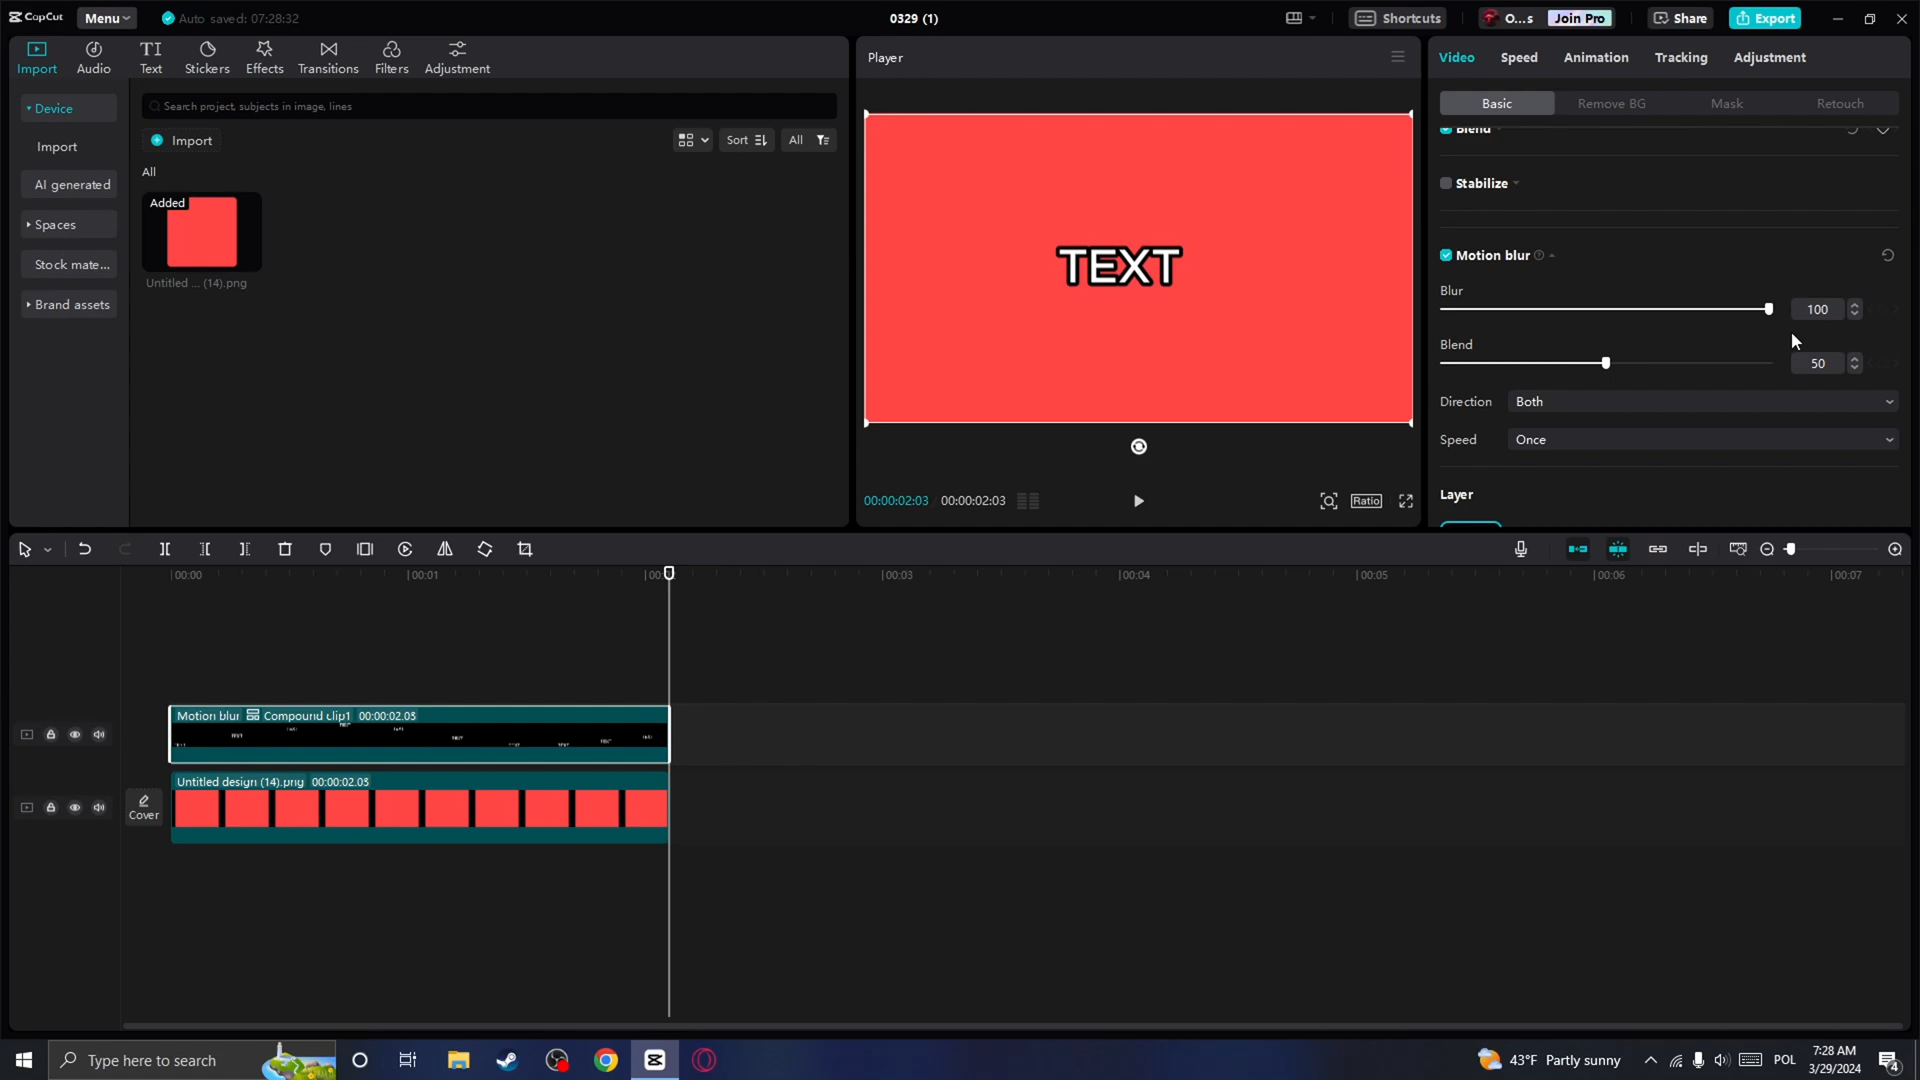 CapCut Menu Auto saved: 07:28:32 0329 (1) Shortcuts O...s Join Pro Share Export
Import Audio Text Stickers Effects Transitions Filters Adjustment
Device
Import
AI generated
Spaces
Stock mate...
Brand assets
Search project, subjects in image, lines
Import Sort All
All
Added
Untitled ... (14).png
Player
TEXT
00:00:02:03 00:00:02:03 Ratio
Video Speed Animation Tracking Adjustment
Basic Remove BG Mask Retouch
Blend
Stabilize
Motion blur
Blur
100
Blend
50
Direction Both
Speed Once
Layer
00:00 00:01 00:03 00:04 00:05 00:06 00:07
Motion blur Compound clip1 00:00:02:03
Untitled design (14).png 00:00:02:03
Cover
Type here to search 43°F Partly sunny POL 7:28 AM
3/29/2024 4